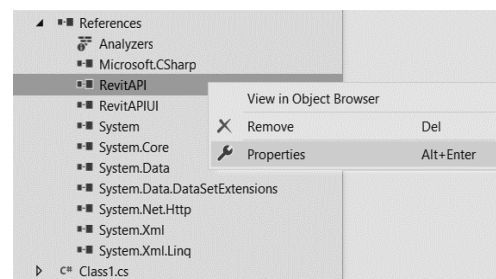 References
Analyzers
Microsoft.CSharp
RevitAPI
RevitAPIUI
System
System.Core
System.Data
System.Data.DataSetExtensions
System.Net.Http
System.Xml
System.Xml.Linq
C# Class1.cs
View in Object Browser
Remove Del
Properties Alt+Enter